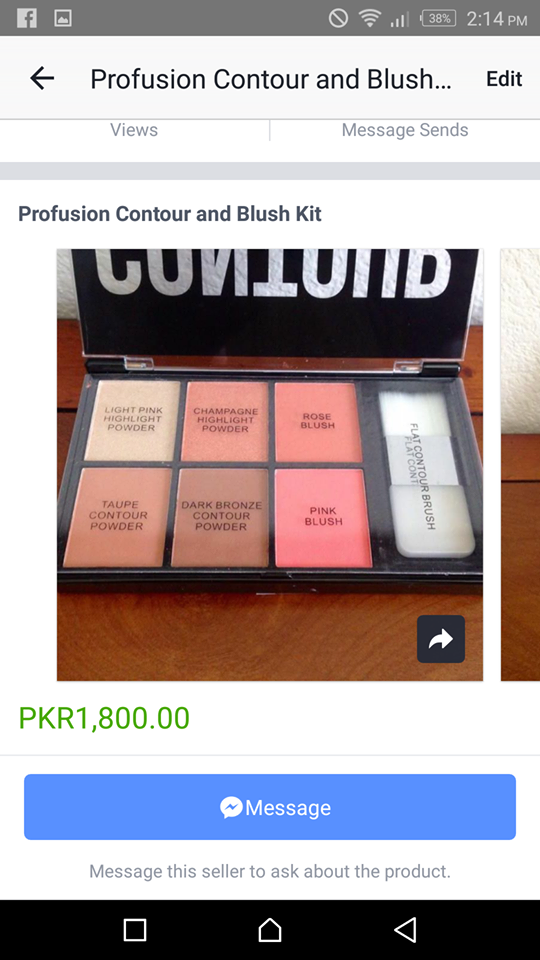 38%
2:14 PM
Profusion Contour and Blush... Edit
Views
Message Sends
Profusion Contour and Blush Kit
CONTOUR
LIGHT PINK
HIGHLIGHT
POWDER
CHAMPAGNE
HIGHLIGHT
POWDER
ROSE
BLUSH
TAUPE
CONTOUR
POWDER
DARK BRONZE
CONTOUR
POWDER
PINK
BLUSH
FLAT CONTOUR BRUSH
FLAT CONT
PKR1,800.00
Message
Message this seller to ask about the product.